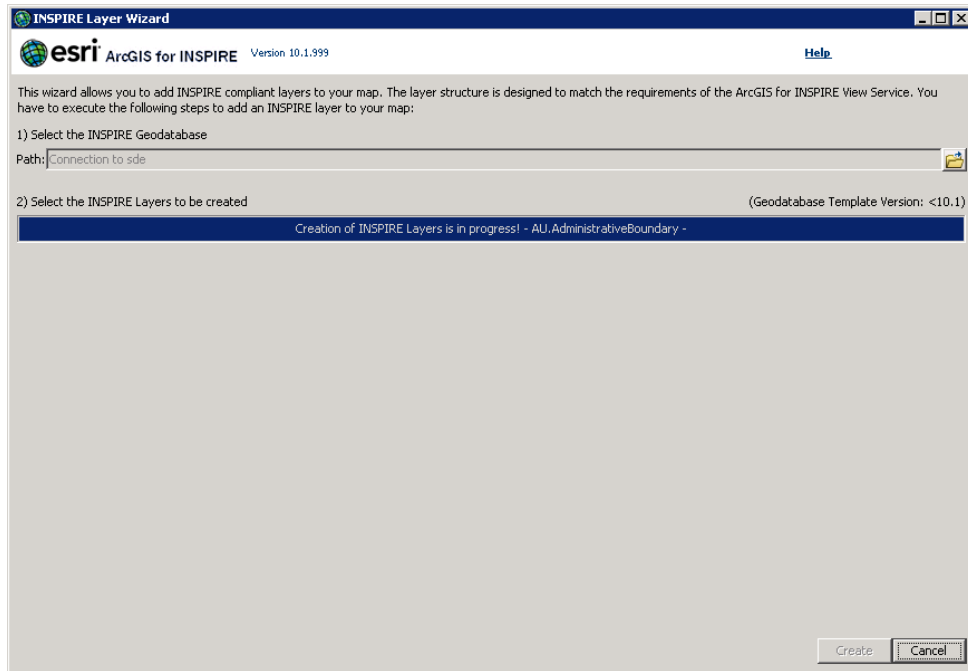 INSPIRE Layer Wizard
esri ArcGIS for INSPIRE Version 10.1.999 Help
This wizard allows you to add INSPIRE compliant layers to your map. The layer structure is designed to match the requirements of the ArcGIS for INSPIRE View Service. You
have to execute the following steps to add an INSPIRE layer to your map:
1) Select the INSPIRE Geodatabase
Path: Connection to sde
2) Select the INSPIRE Layers to be created (Geodatabase Template Version: <10.1)
Creation of INSPIRE Layers is in progress! - AU.AdministrativeBoundary -
Create Cancel